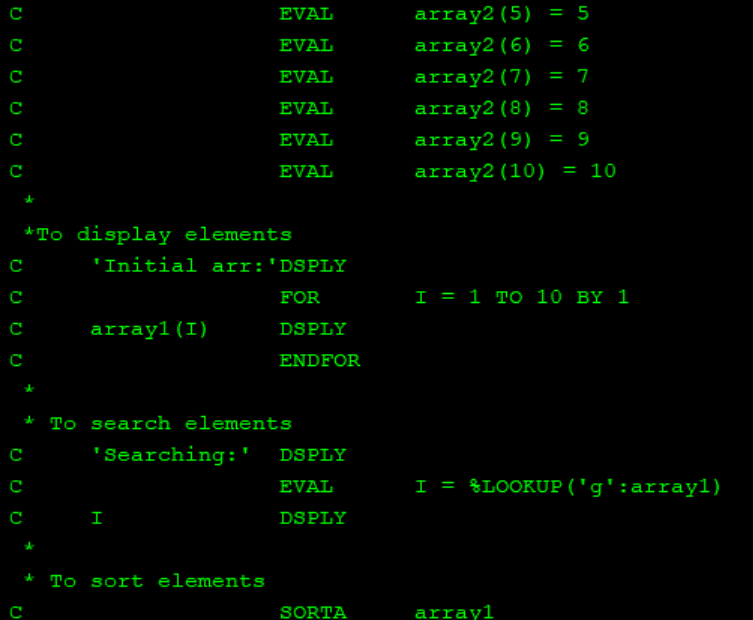 C                   EVAL      array2(5) = 5
C                   EVAL      array2(6) = 6
C                   EVAL      array2(7) = 7
C                   EVAL      array2(8) = 8
C                   EVAL      array2(9) = 9
C                   EVAL      array2(10) = 10
 *
 *To display elements
C     'Initial arr:'DSPLY
C                   FOR       I = 1 TO 10 BY 1
C     array1(I)     DSPLY
C                   ENDFOR
 *
 * To search elements
C     'Searching:'  DSPLY
C                   EVAL      I = %LOOKUP('g':array1)
C     I             DSPLY
 *
 * To sort elements
C                   SORTA     array1